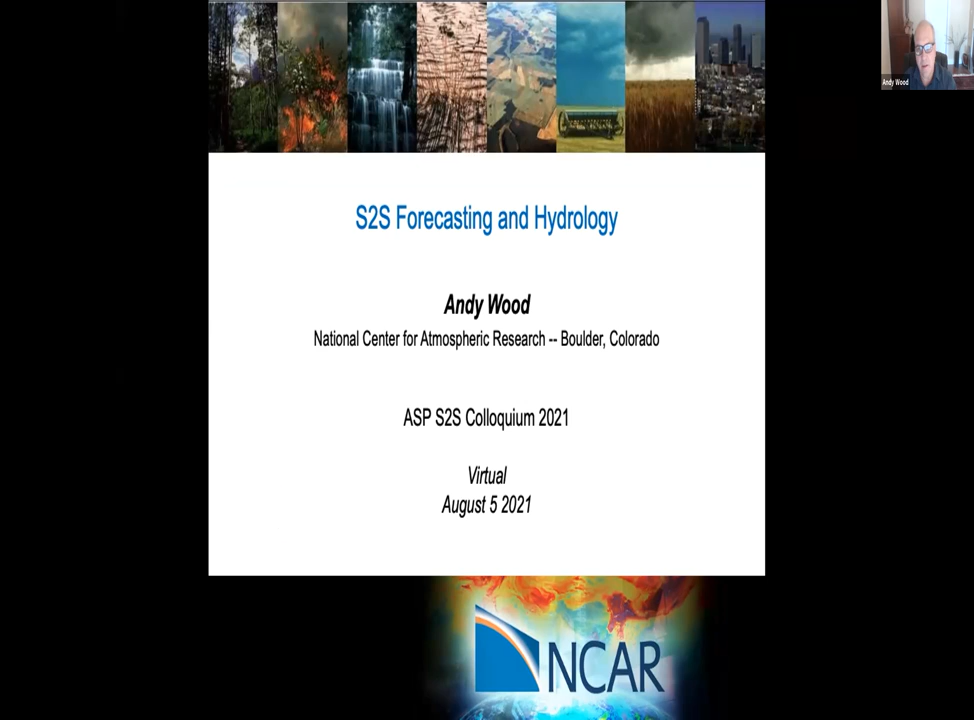 Andy Wood
S2S Forecasting and Hydrology
Andy Wood
National Center for Atmospheric Research -- Boulder, Colorado
ASP S2S Colloquium 2021
Virtual
August 5 2021
NCAR